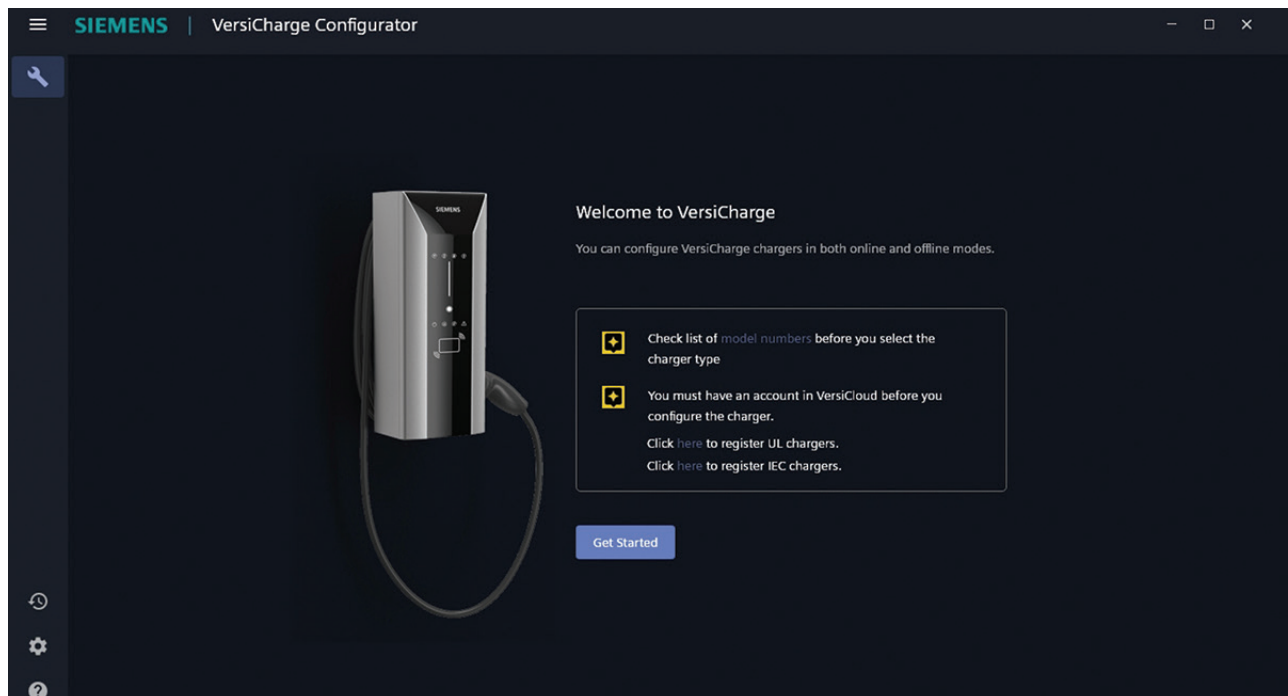 SIEMENS | VersiCharge Configurator
SIEMENS
Welcome to VersiCharge
You can configure VersiCharge chargers in both online and offline modes.
Check list of model numbers before you select the
charger type
You must have an account in VersiCloud before you
configure the charger.
Click here to register UL chargers.
Click here to register IEC chargers.
Get Started